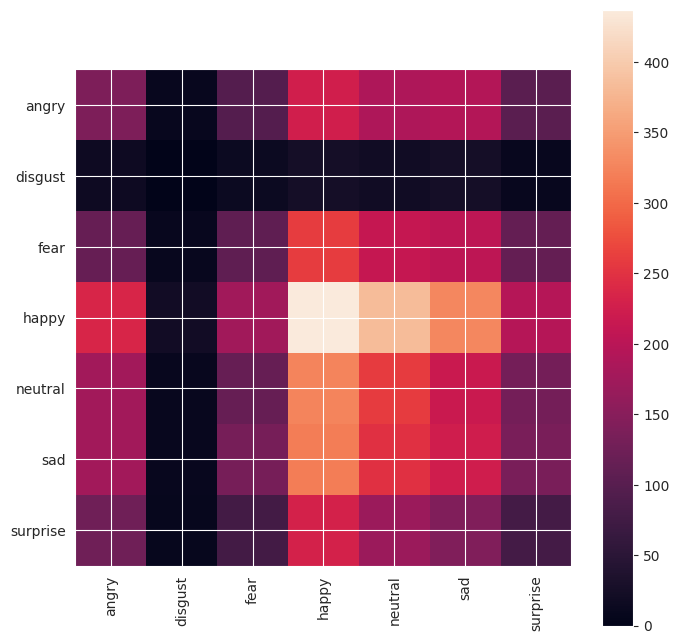 angry
disgust
fear
happy
neutral
sad
surprise
angry
disgust
fear
happy
neutral
sad
surprise
400
350
300
250
200
150
100
50
0